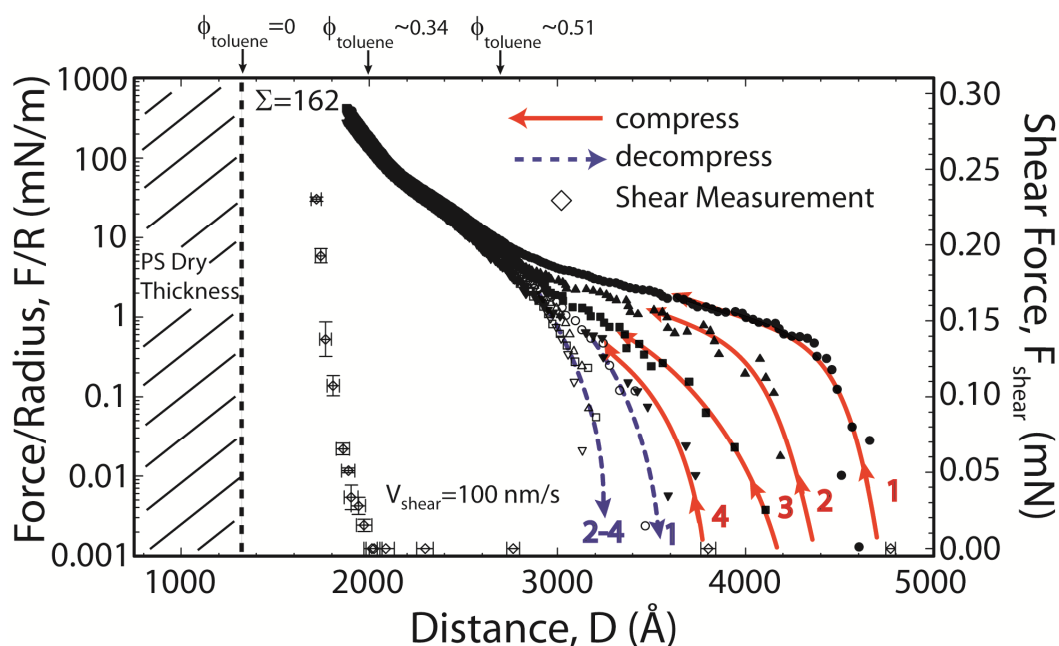 ϕtoluene=0 ϕtoluene~0.34 ϕtoluene~0.51
Σ=162
compress
decompress
Shear Measurement
PS Dry
Thickness
Vshear=100 nm/s
2-4 1 4 3 2 1
Force/Radius, F/R (mN/m)
1000
100
10
1
0.1
0.01
0.001
Shear Force, Fshear (mN)
0.30
0.25
0.20
0.15
0.10
0.05
0.00
1000 2000 3000 4000 5000
Distance, D (Å)